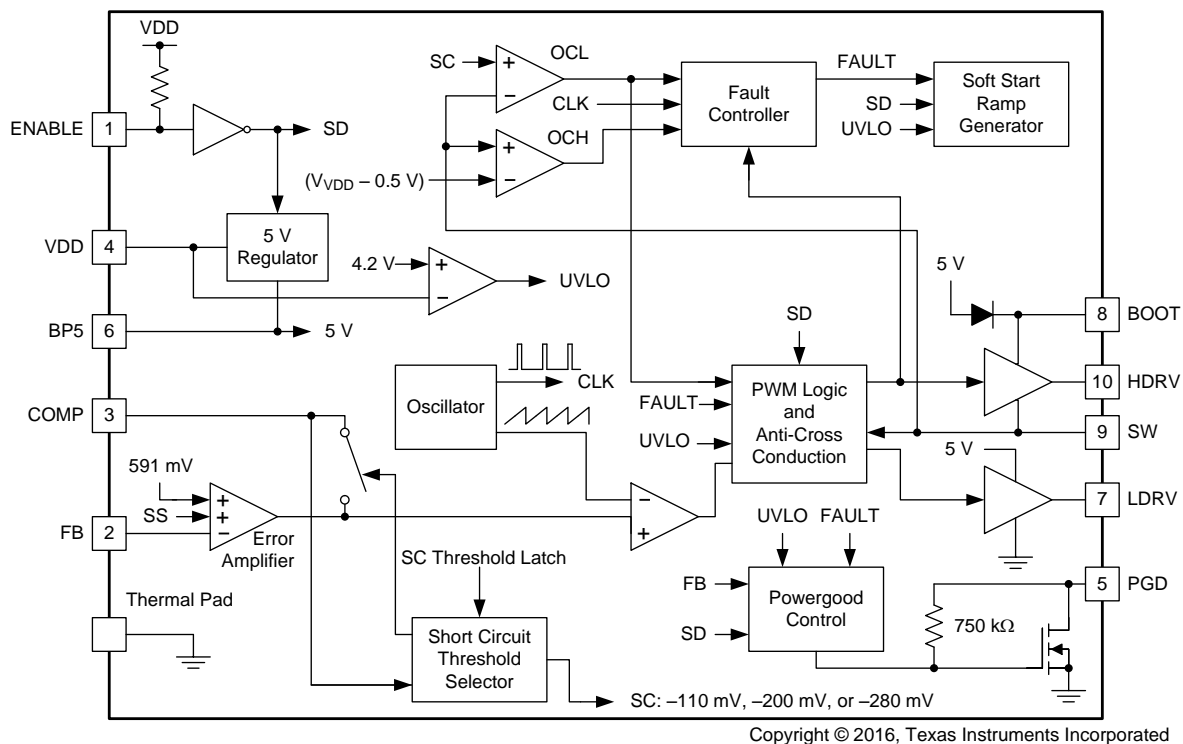 VDD
ENABLE
1
SD
VDD
4
5 V
Regulator
BP5
6
5 V
4.2 V
+
−
UVLO
SC
+
−
OCL
CLK
+
−
OCH
(VVDD – 0.5 V)
Fault
Controller
FAULT
SD
UVLO
Soft Start
Ramp
Generator
COMP
3
Oscillator
CLK
SD
FAULT
UVLO
PWM Logic
and
Anti-Cross
Conduction
5 V
8
BOOT
10
HDRV
9
SW
5 V
7
LDRV
591 mV
SS
+
+
−
FB
2
Error
Amplifier
−
+
SC Threshold Latch
Thermal Pad
Short Circuit
Threshold
Selector
SC: –110 mV, –200 mV, or –280 mV
UVLO
FAULT
FB
SD
Powergood
Control
750 kΩ
5
PGD
Copyright © 2016, Texas Instruments Incorporated